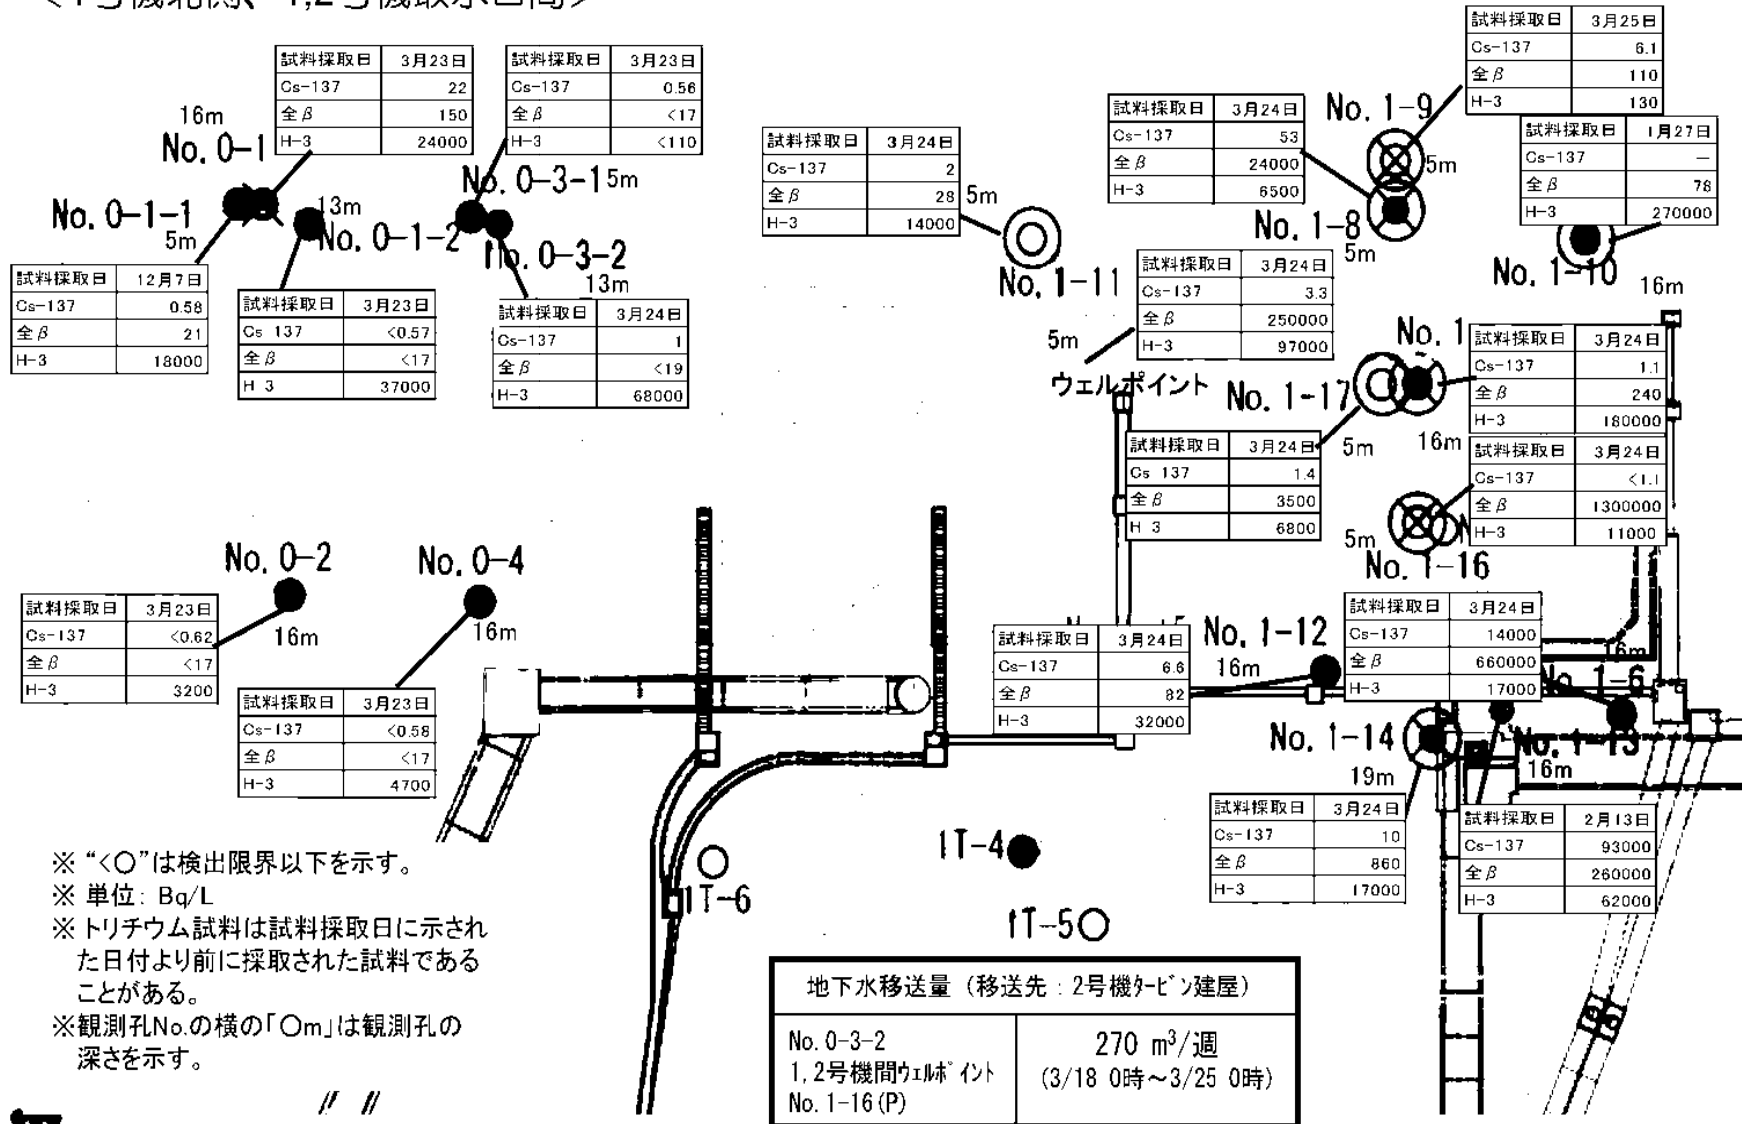 試料採取日 3月23日
Cs-137 22
全β 150
H-3 24000
試料採取日 3月23日
Cs-137 0.56
全β <17
H-3 <110
試料採取日 3月25日
Cs-137 6.1
全β 110
H-3 130
16m
No. 0-1
No. 0-1-1
5m
13m
No. 0-1-2
No. 0-3-1 5m
No. 0-3-2
13m
試料採取日 3月24日
Cs-137 2
全β 28
H-3 14000
5m
No. 1-11
試料採取日 3月24日
Cs-137 53
全β 24000
H-3 6500
No. 1-9
5m
No. 1-8
5m
試料採取日 1月27日
Cs-137 —
全β 78
H-3 270000
No. 1-10
16m
試料採取日 12月7日
Cs-137 0.58
全β 21
H-3 18000
試料採取日 3月23日
Cs 137 <0.57
全β <17
H 3 37000
試料採取日 3月24日
Cs-137 1
全β <19
H-3 68000
試料採取日 3月24日
Cs-137 3.3
全β 250000
H-3 97000
5m
ウェルポイント
No. 1
No. 1-17
5m
16m
試料採取日 3月24日
Cs-137 1.1
全β 240
H-3 180000
試料採取日 3月24日
Cs 137 1.4
全β 3500
H 3 6800
試料採取日 3月24日
Cs-137 <1.1
全β 1300000
H-3 11000
5m
No. 1-16
No. 0-2
16m
No. 0-4
16m
試料採取日 3月23日
Cs-137 <0.62
全β <17
H-3 3200
試料採取日 3月23日
Cs-137 <0.58
全β <17
H-3 4700
試料採取日 3月24日
Cs-137 6.6
全β 82
H-3 32000
No. 1-12
16m
試料採取日 3月24日
Cs-137 14000
全β 660000
H-3 17000
16m
No. 1-6
No. 1-14
19m
No. 1-13
16m
試料採取日 3月24日
Cs-137 10
全β 860
H-3 17000
試料採取日 2月13日
Cs-137 93000
全β 260000
H-3 62000
1T-4
1T-6
1T-5
※ “<○”は検出限界以下を示す。
※ 単位: Bq/L
※ トリチウム試料は試料採取日に示され
た日付より前に採取された試料である
ことがある。
※観測孔No.の横の「○m」は観測孔の
深さを示す。
地下水移送量 (移送先 : 2号機タービン建屋)
No. 0-3-2
1, 2号機間ウェルポイント
No. 1-16(P)
270 m³/週
(3/18 0時～3/25 0時)